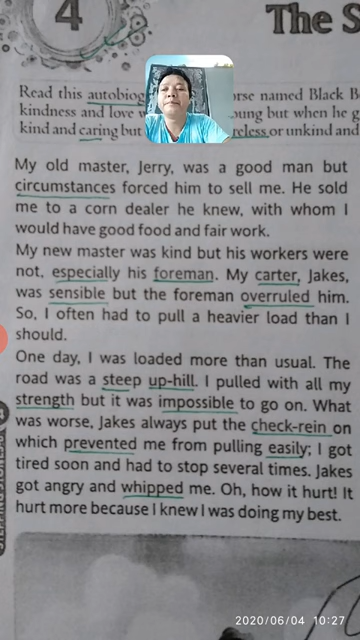 4
The S
Read this autobiog orse named Black B
kindness and love w oung but when he g
kind and caring but reless or unkind and
My old master, Jerry, was a good man but
circumstances forced him to sell me. He sold
me to a corn dealer he knew, with whom I
would have good food and fair work.
My new master was kind but his workers were
not, especially his foreman. My carter, Jakes,
was sensible but the foreman overruled him.
So, I often had to pull a heavier load than I
should.
One day, I was loaded more than usual. The
road was a steep up-hill. I pulled with all my
strength but it was impossible to go on. What
was worse, Jakes always put the check-rein on
which prevented me from pulling easily; I got
tired soon and had to stop several times. Jakes
got angry and whipped me. Oh, how it hurt! It
hurt more because I knew I was doing my best.
2020/06/04 10:27